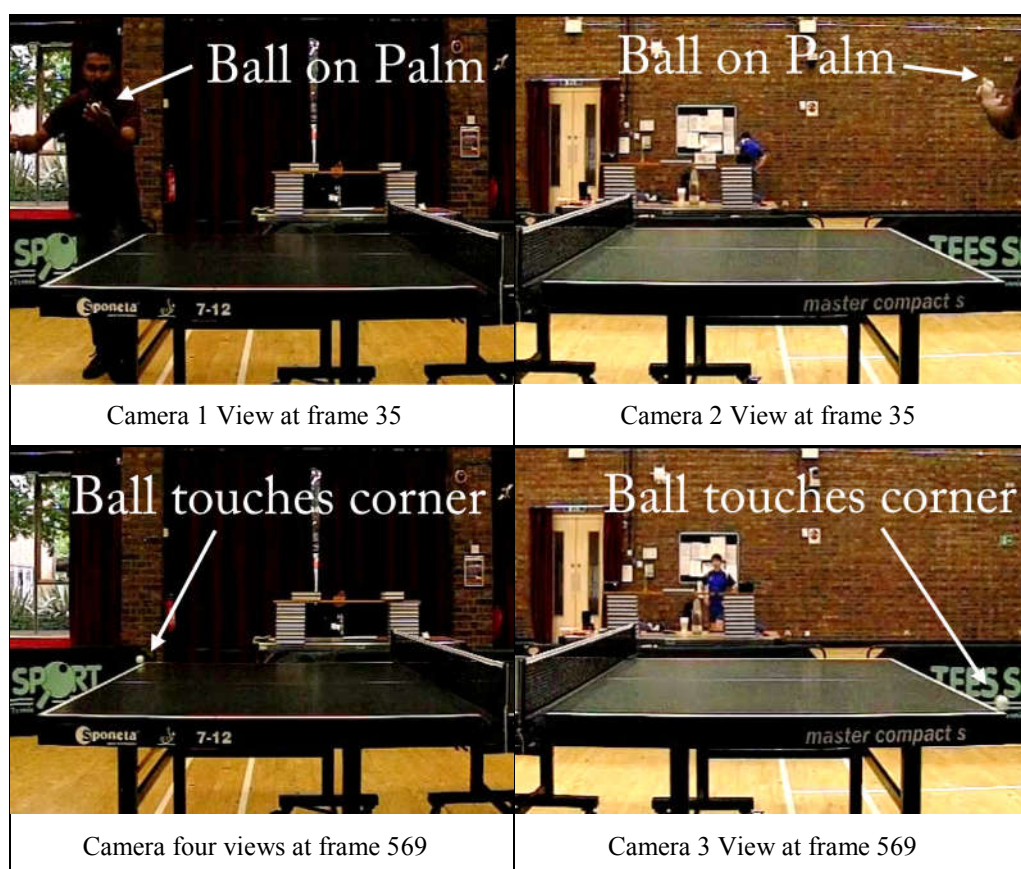 Ball on Palm
Ball on Palm
SP
TEES S
Sponeta
7-12
master compact s
Camera 1 View at frame 35
Camera 2 View at frame 35
Ball touches corner
Ball touches corner
SPORT
TEES S
Sponeta
7-12
master compact s
Camera four views at frame 569
Camera 3 View at frame 569